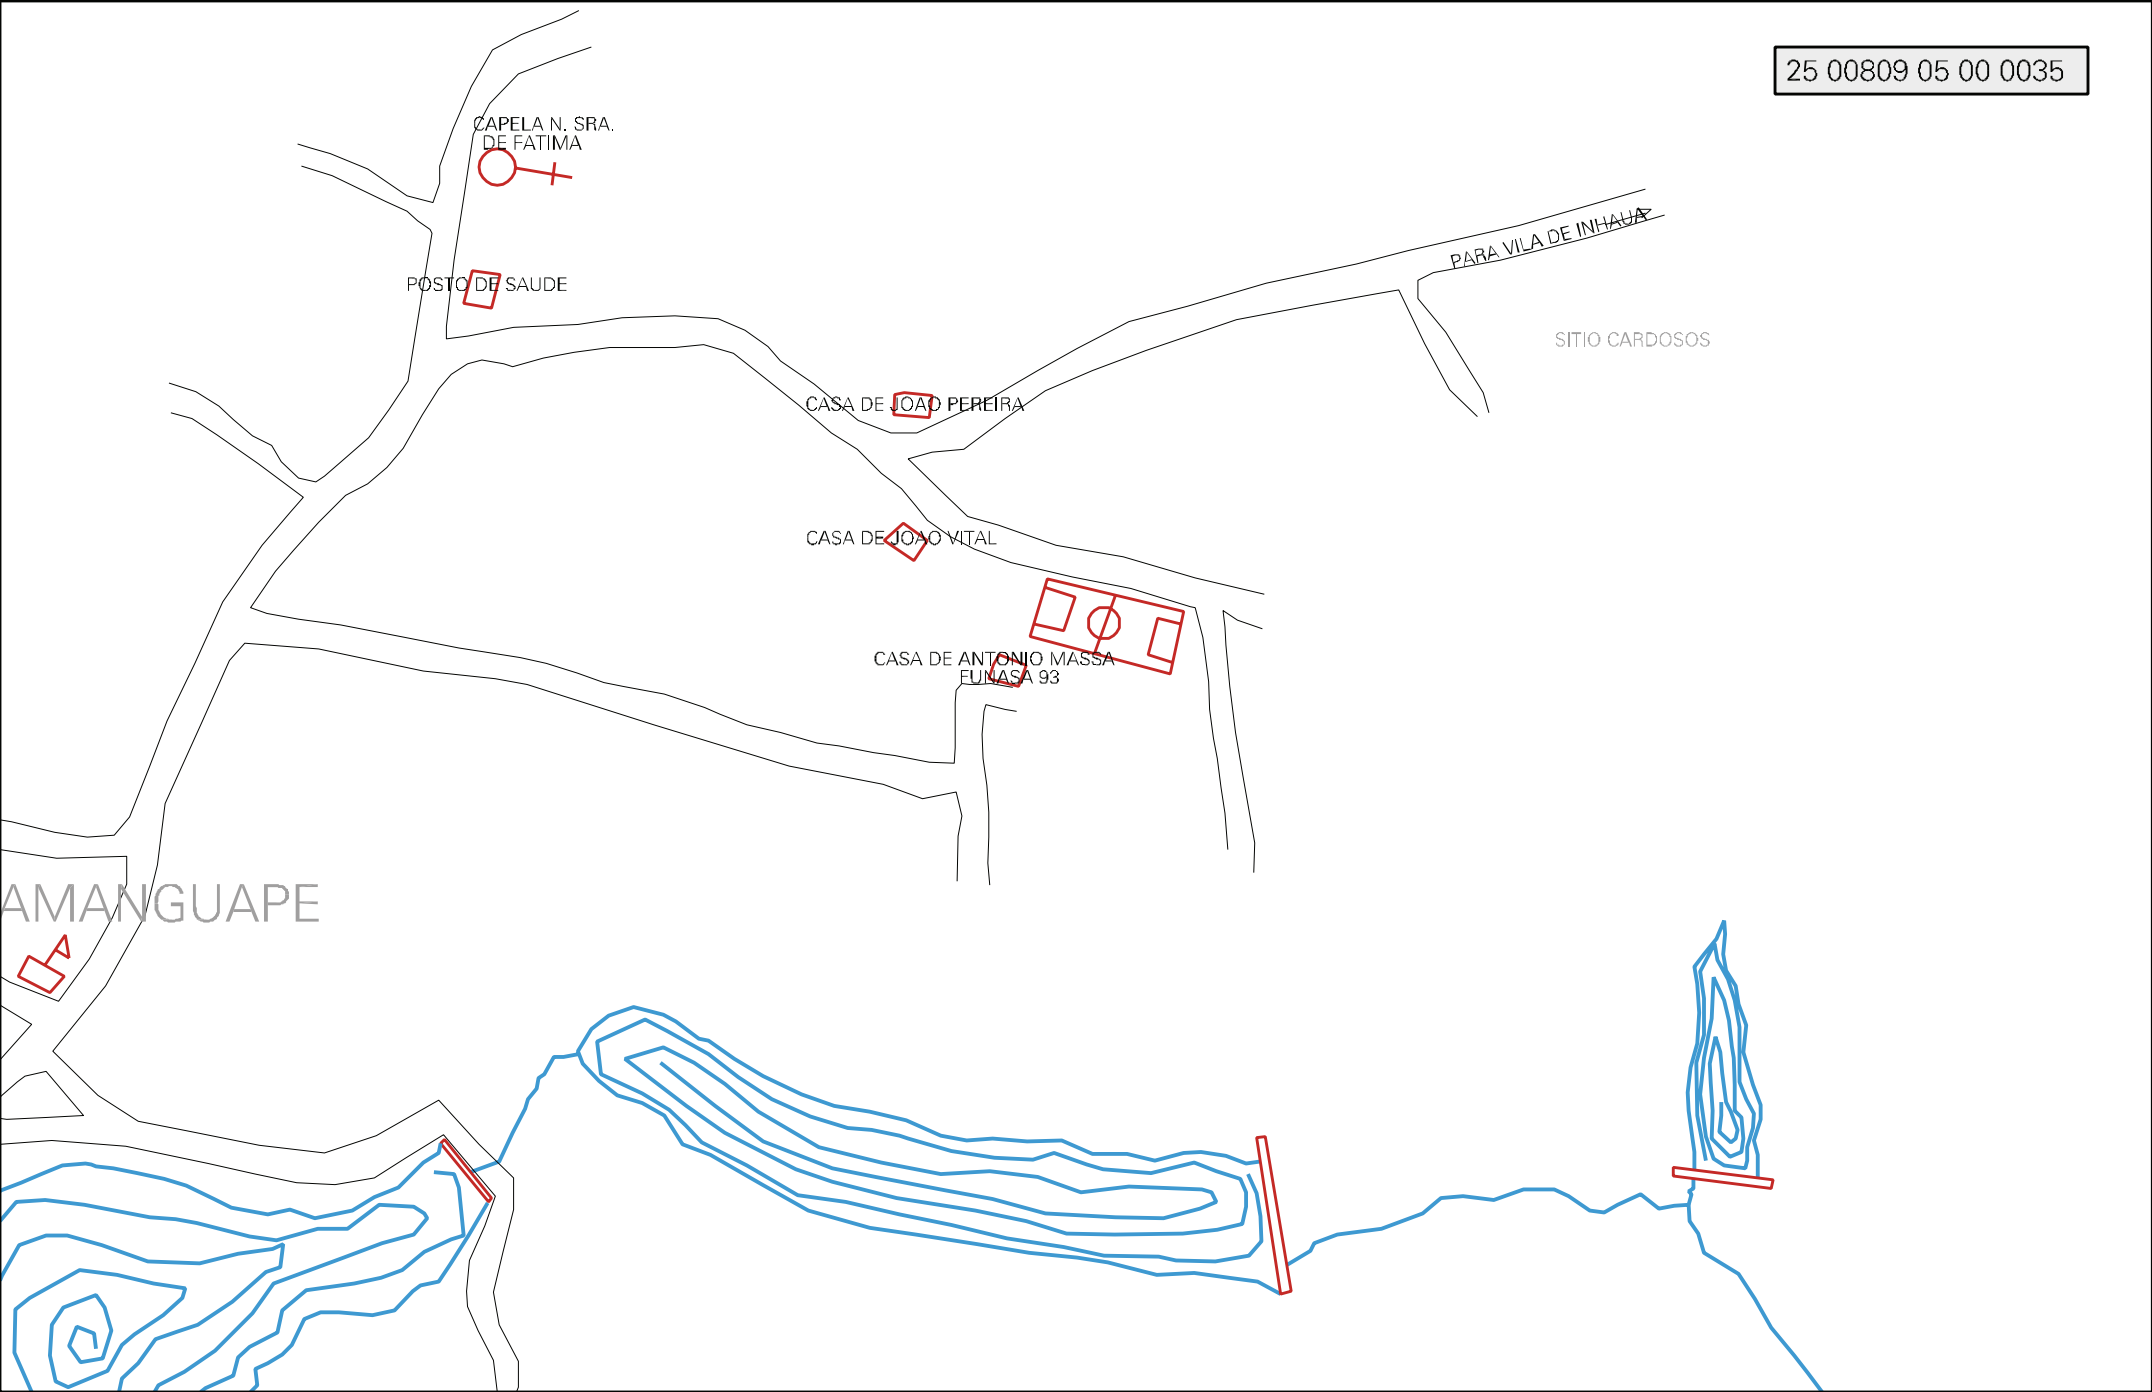 25 00809 05 00 0035
CAPELA N. SRA.
DE FATIMA
PARA VILA DE INHAUA
POSTO DE SAUDE
SITIO CARDOSOS
CASA DE JOAO PEREIRA
CASA DE JOAO VITAL
CASA DE ANTONIO MASSA
FUNASA 93
AMANGUAPE